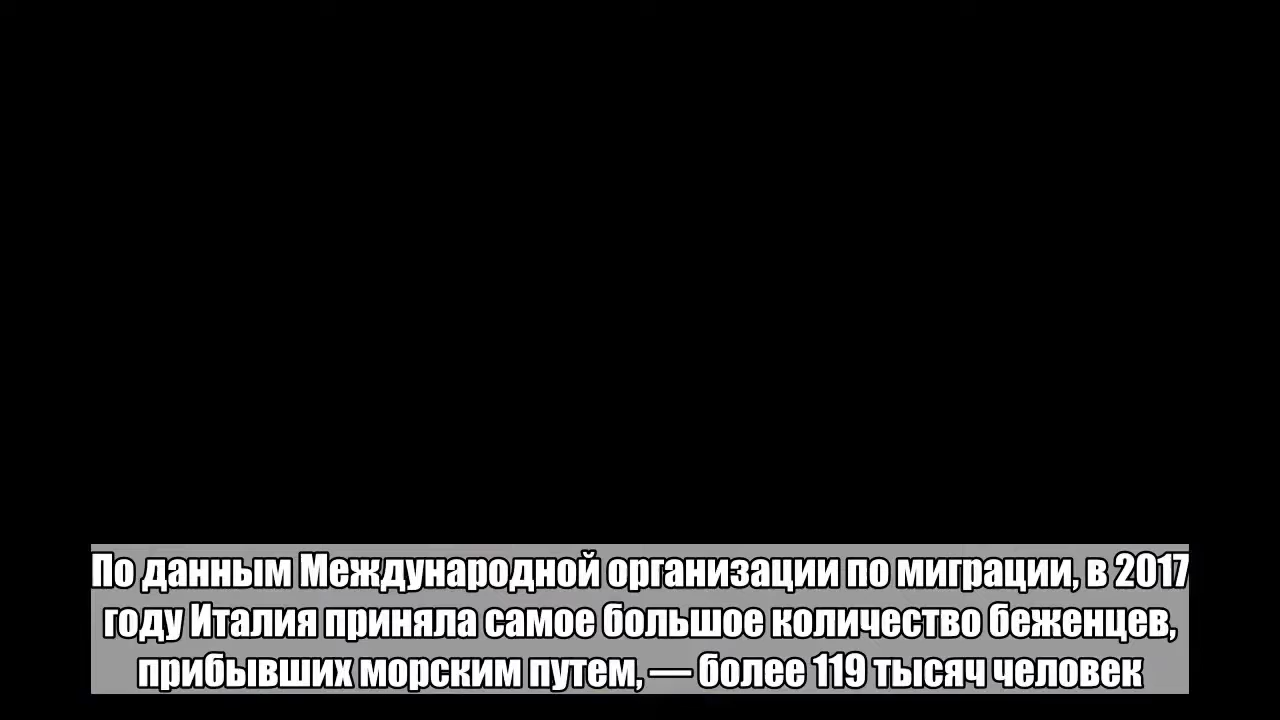 По данным Международной организации по миграции, в 2017
году Италия приняла самое большое количество беженцев,
прибывших морским путем, — более 119 тысяч человек